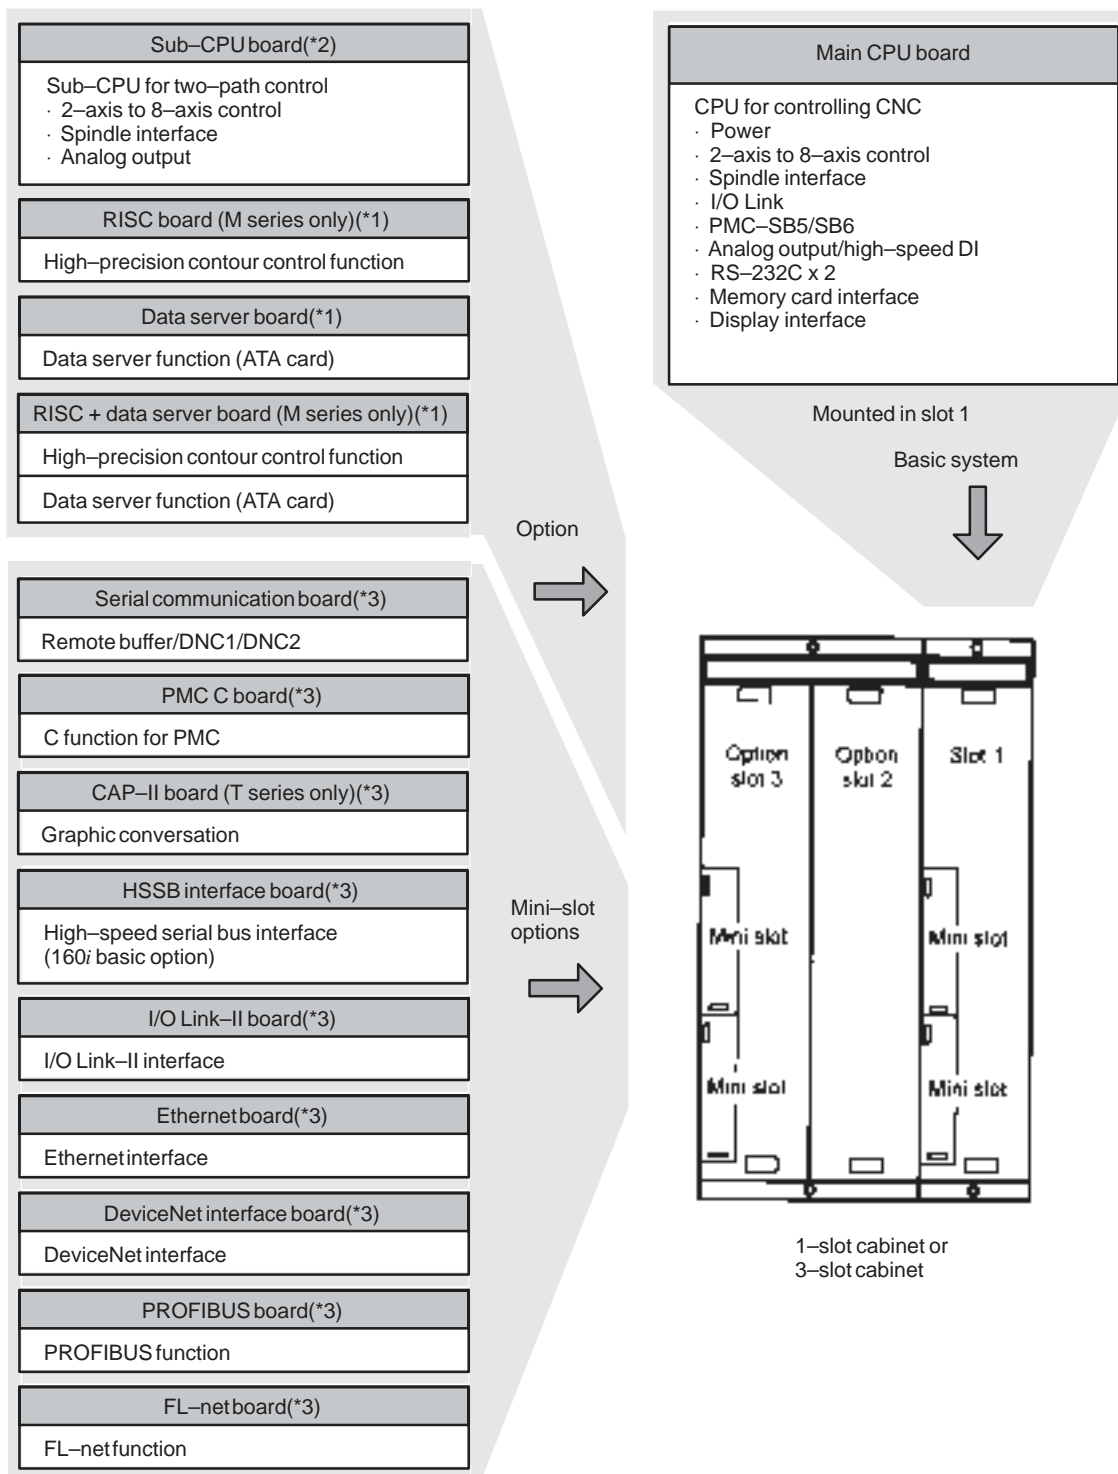 Sub–CPU board(*2)
Sub–CPU for two–path control
· 2–axis to 8–axis control
· Spindle interface
· Analog output
RISC board (M series only)(*1)
High–precision contour control function
Data server board(*1)
Data server function (ATA card)
RISC + data server board (M series only)(*1)
High–precision contour control function
Data server function (ATA card)
Serial communication board(*3)
Remote buffer/DNC1/DNC2
PMC C board(*3)
C function for PMC
CAP–II board (T series only)(*3)
Graphic conversation
HSSB interface board(*3)
High–speed serial bus interface
(160i basic option)
I/O Link–II board(*3)
I/O Link–II interface
Ethernet board(*3)
Ethernet interface
DeviceNet interface board(*3)
DeviceNet interface
PROFIBUS board(*3)
PROFIBUS function
FL–net board(*3)
FL–net function
Option
Mini–slot
options
Main CPU board
CPU for controlling CNC
· Power
· 2–axis to 8–axis control
· Spindle interface
· I/O Link
· PMC–SB5/SB6
· Analog output/high–speed DI
· RS–232C x 2
· Memory card interface
· Display interface
Mounted in slot 1
Basic system
Option
slot 3
Option
slot 2
Slot 1
Mini slot
Mini slot
Mini slot
Mini slot
1–slot cabinet or
3–slot cabinet